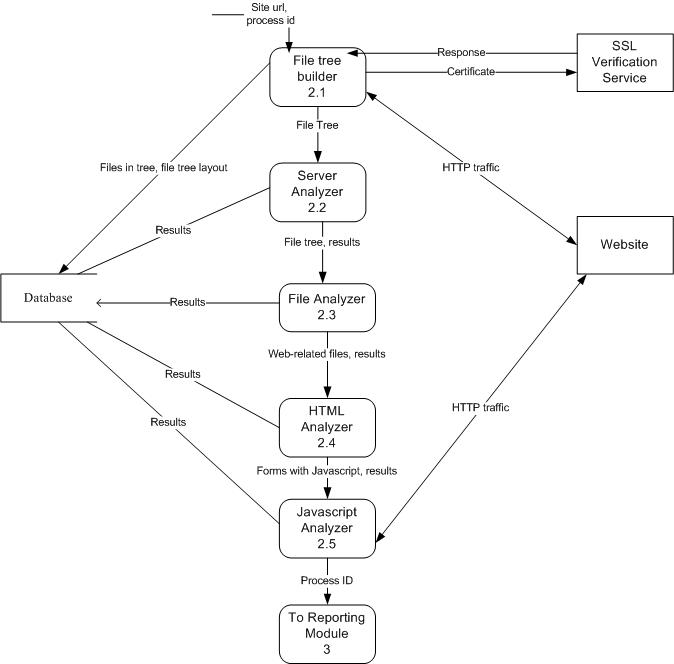 Site url,
process id
File tree
builder
2.1
Response
Certificate
SSL
Verification
Service
File Tree
Files in tree, file tree layout
HTTP traffic
Server
Analyzer
2.2
Results
File tree, results
Website
Database
Results
File Analyzer
2.3
Web-related files, results
Results
HTML
Analyzer
2.4
HTTP traffic
Results
Forms with Javascript, results
Javascript
Analyzer
2.5
Process ID
To Reporting
Module
3